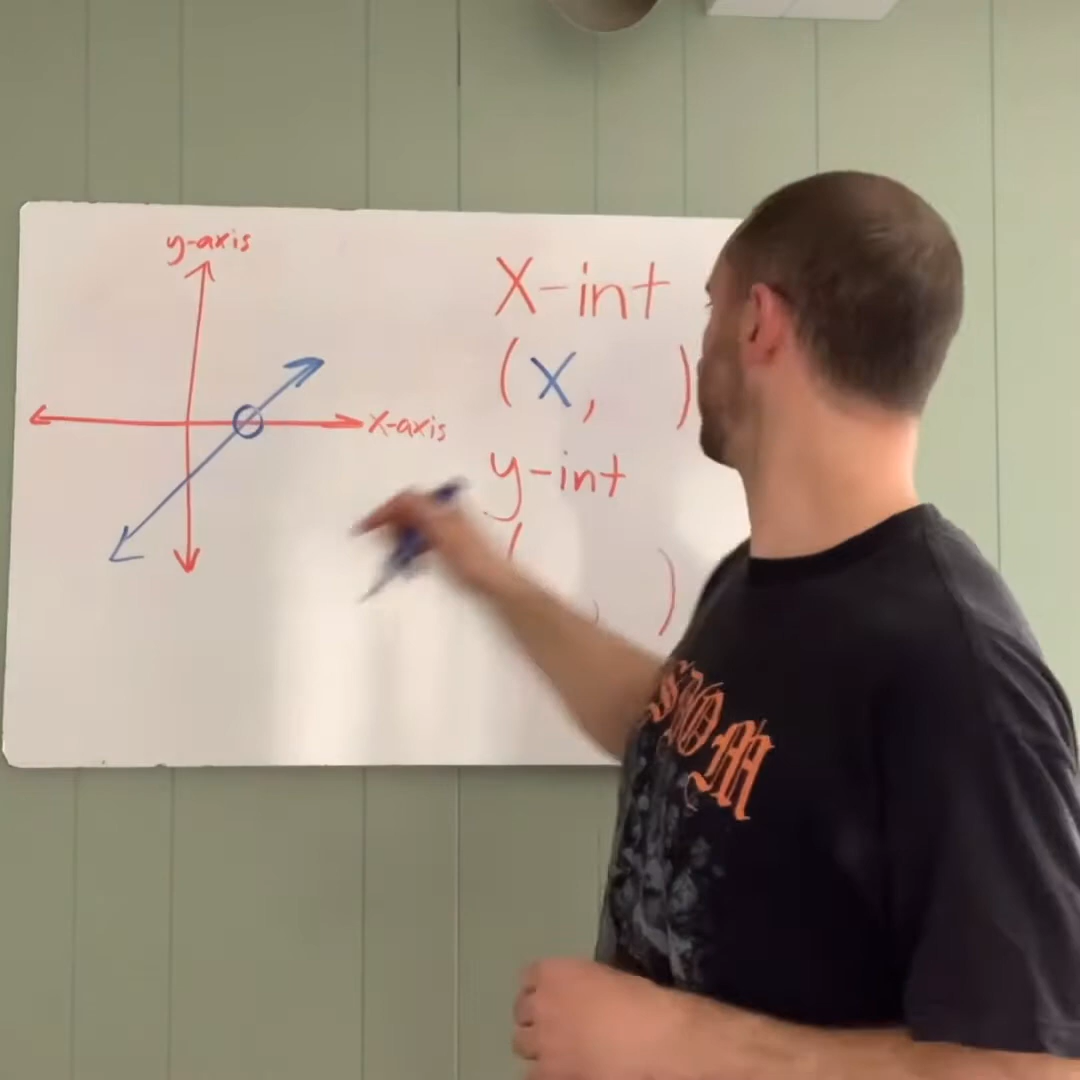 y-axis
x-axis
X-int
(X, )
y-int
( , )